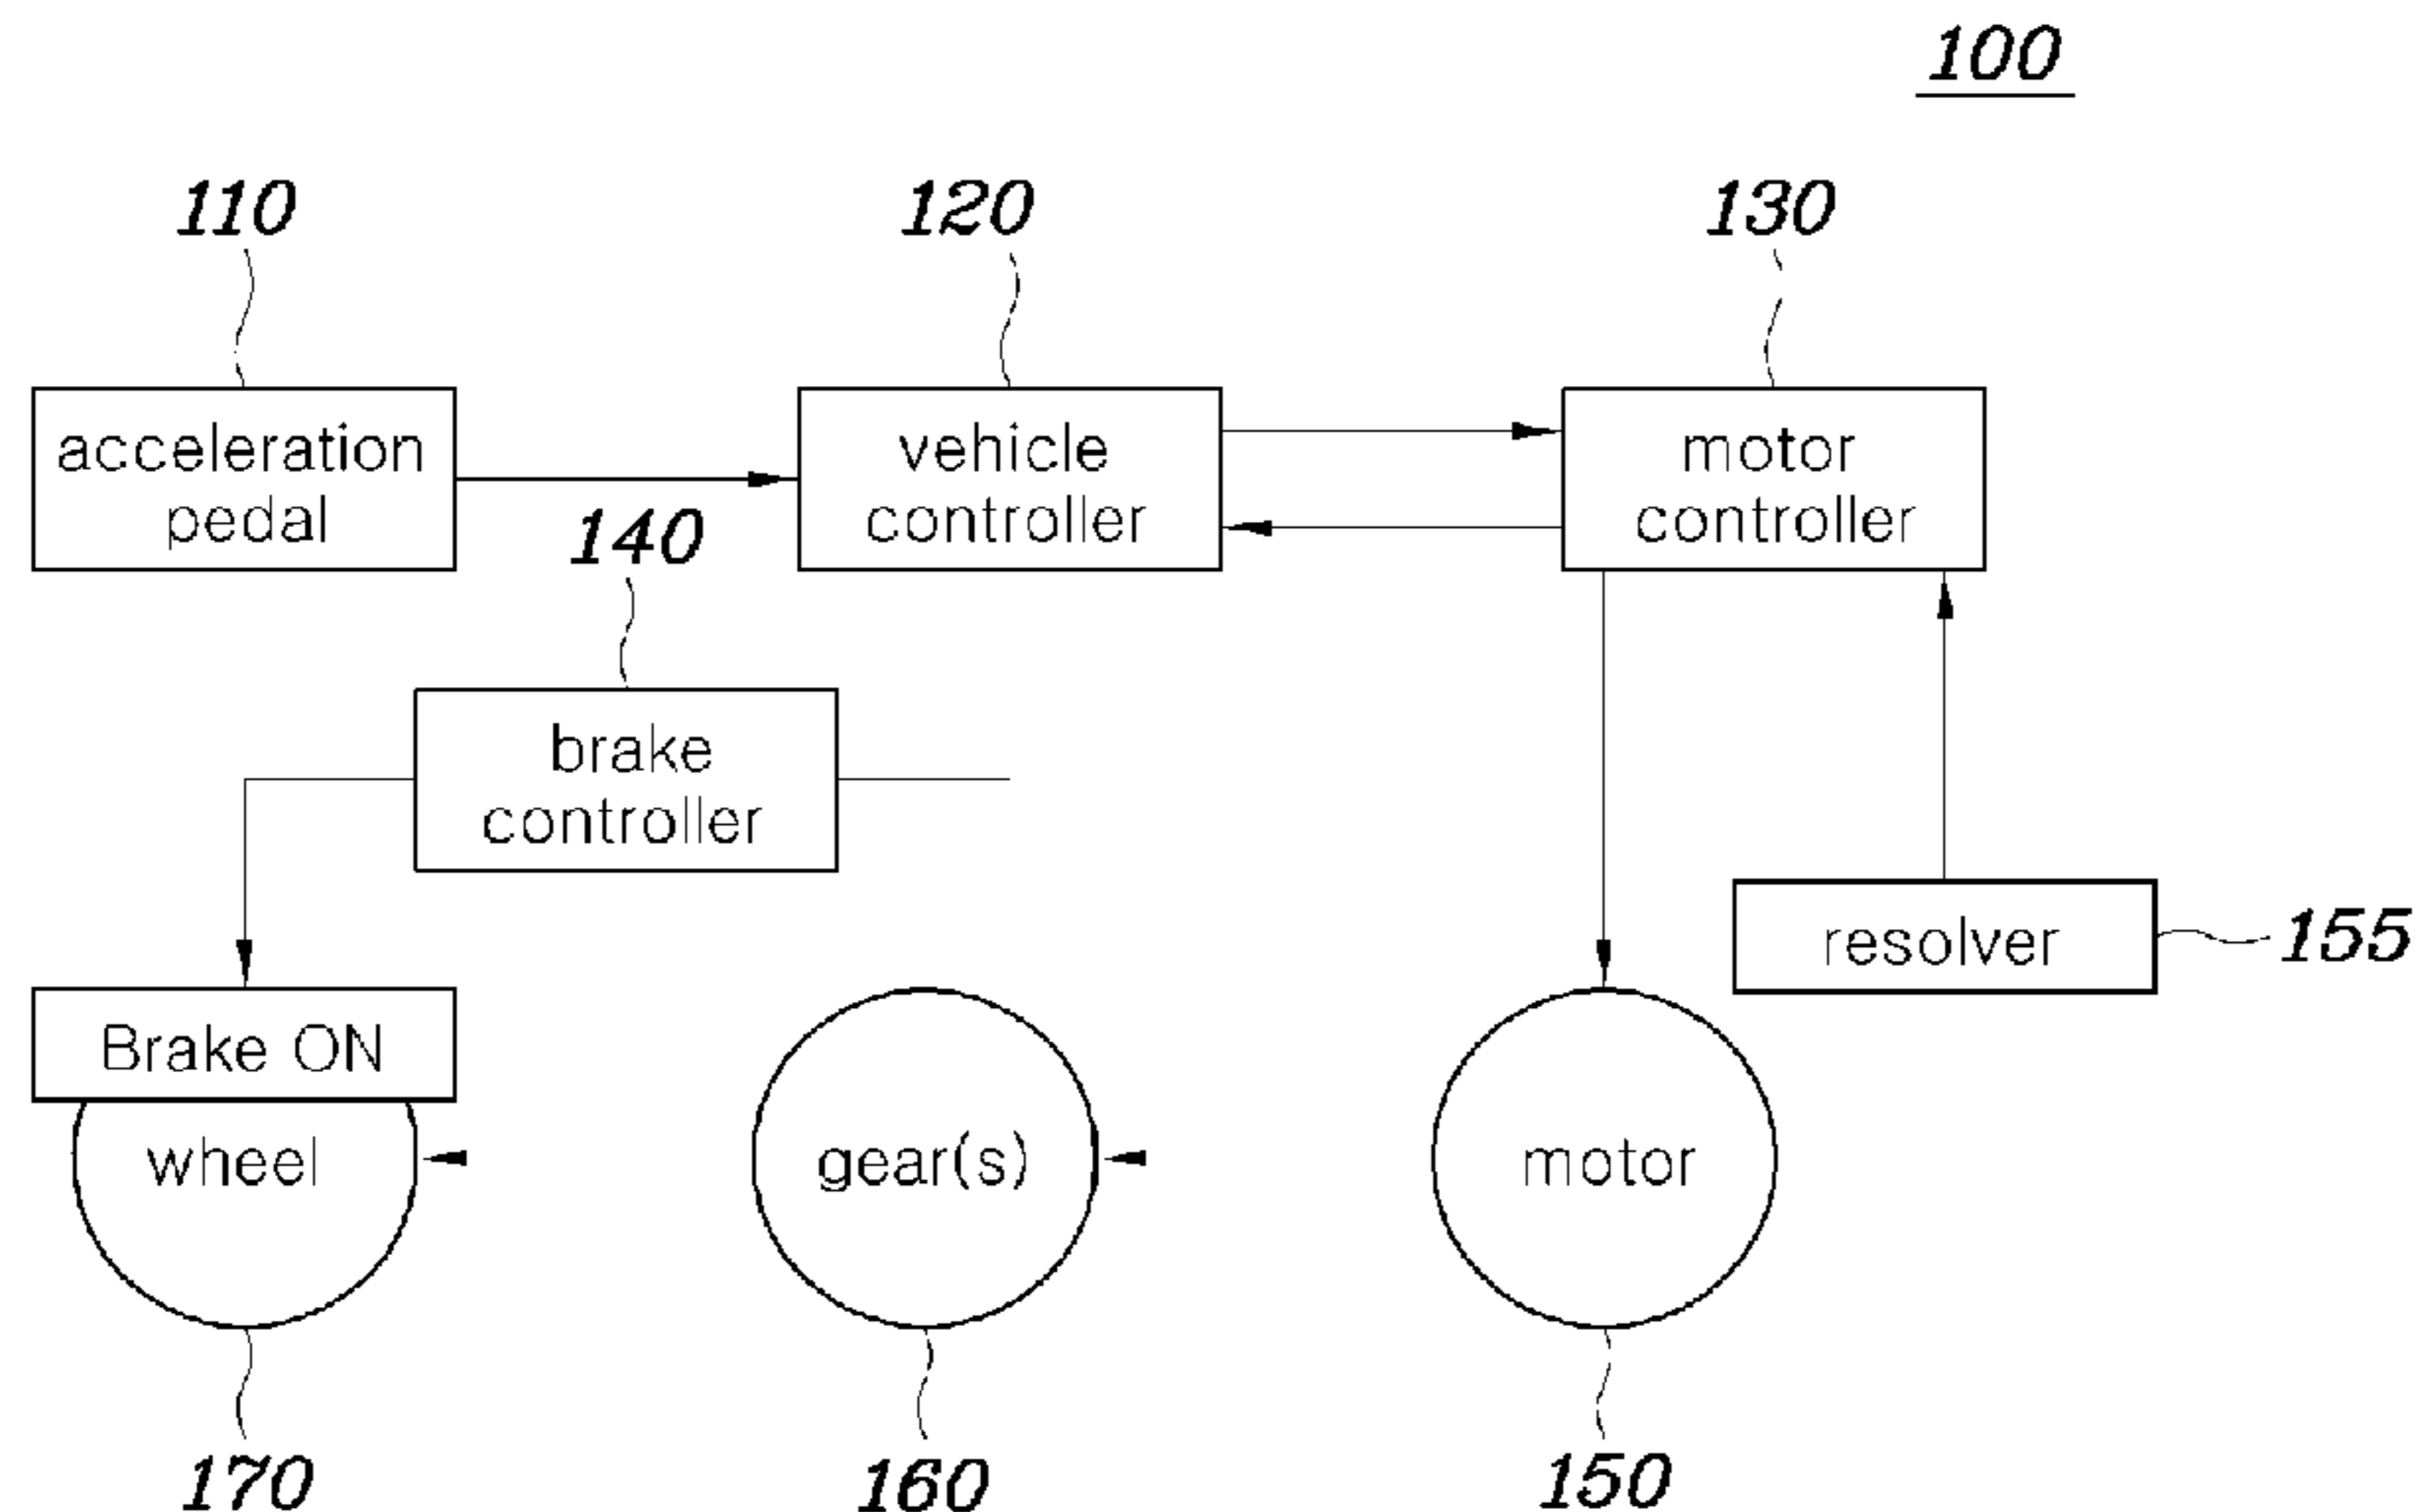 100
110
120
130
acceleration
pedal
vehicle
controller
motor
controller
140
brake
controller
resolver
155
Brake ON
wheel
gear(s)
motor
170
160
150